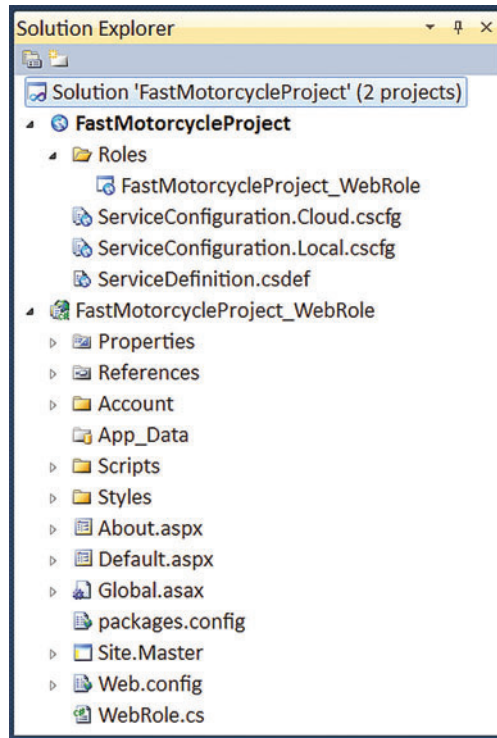 Solution Explorer
Solution 'FastMotorcycleProject' (2 projects)
FastMotorcycleProject
Roles
FastMotorcycleProject_WebRole
ServiceConfiguration.Cloud.cscfg
ServiceConfiguration.Local.cscfg
ServiceDefinition.csdef
FastMotorcycleProject_WebRole
Properties
References
Account
App_Data
Scripts
Styles
About.aspx
Default.aspx
Global.asax
packages.config
Site.Master
Web.config
WebRole.cs